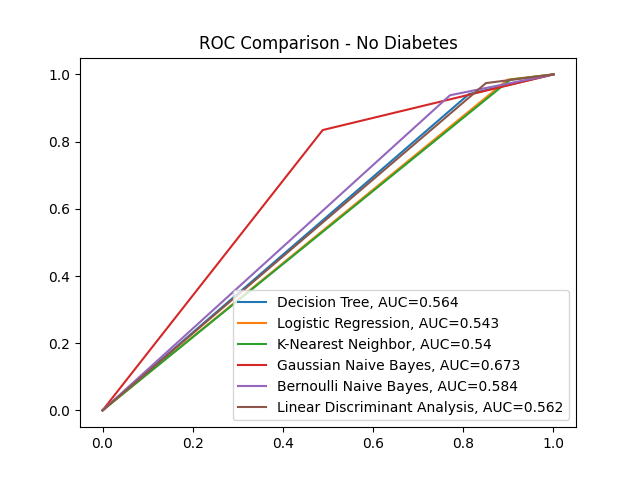 ROC Comparison - No Diabetes
1.0
0.8
0.6
0.4
0.2
0.0
Decision Tree, AUC=0.564
Logistic Regression, AUC=0.543
K-Nearest Neighbor, AUC=0.54
Gaussian Naive Bayes, AUC=0.673
Bernoulli Naive Bayes, AUC=0.584
Linear Discriminant Analysis, AUC=0.562
0.0 0.2 0.4 0.6 0.8 1.0